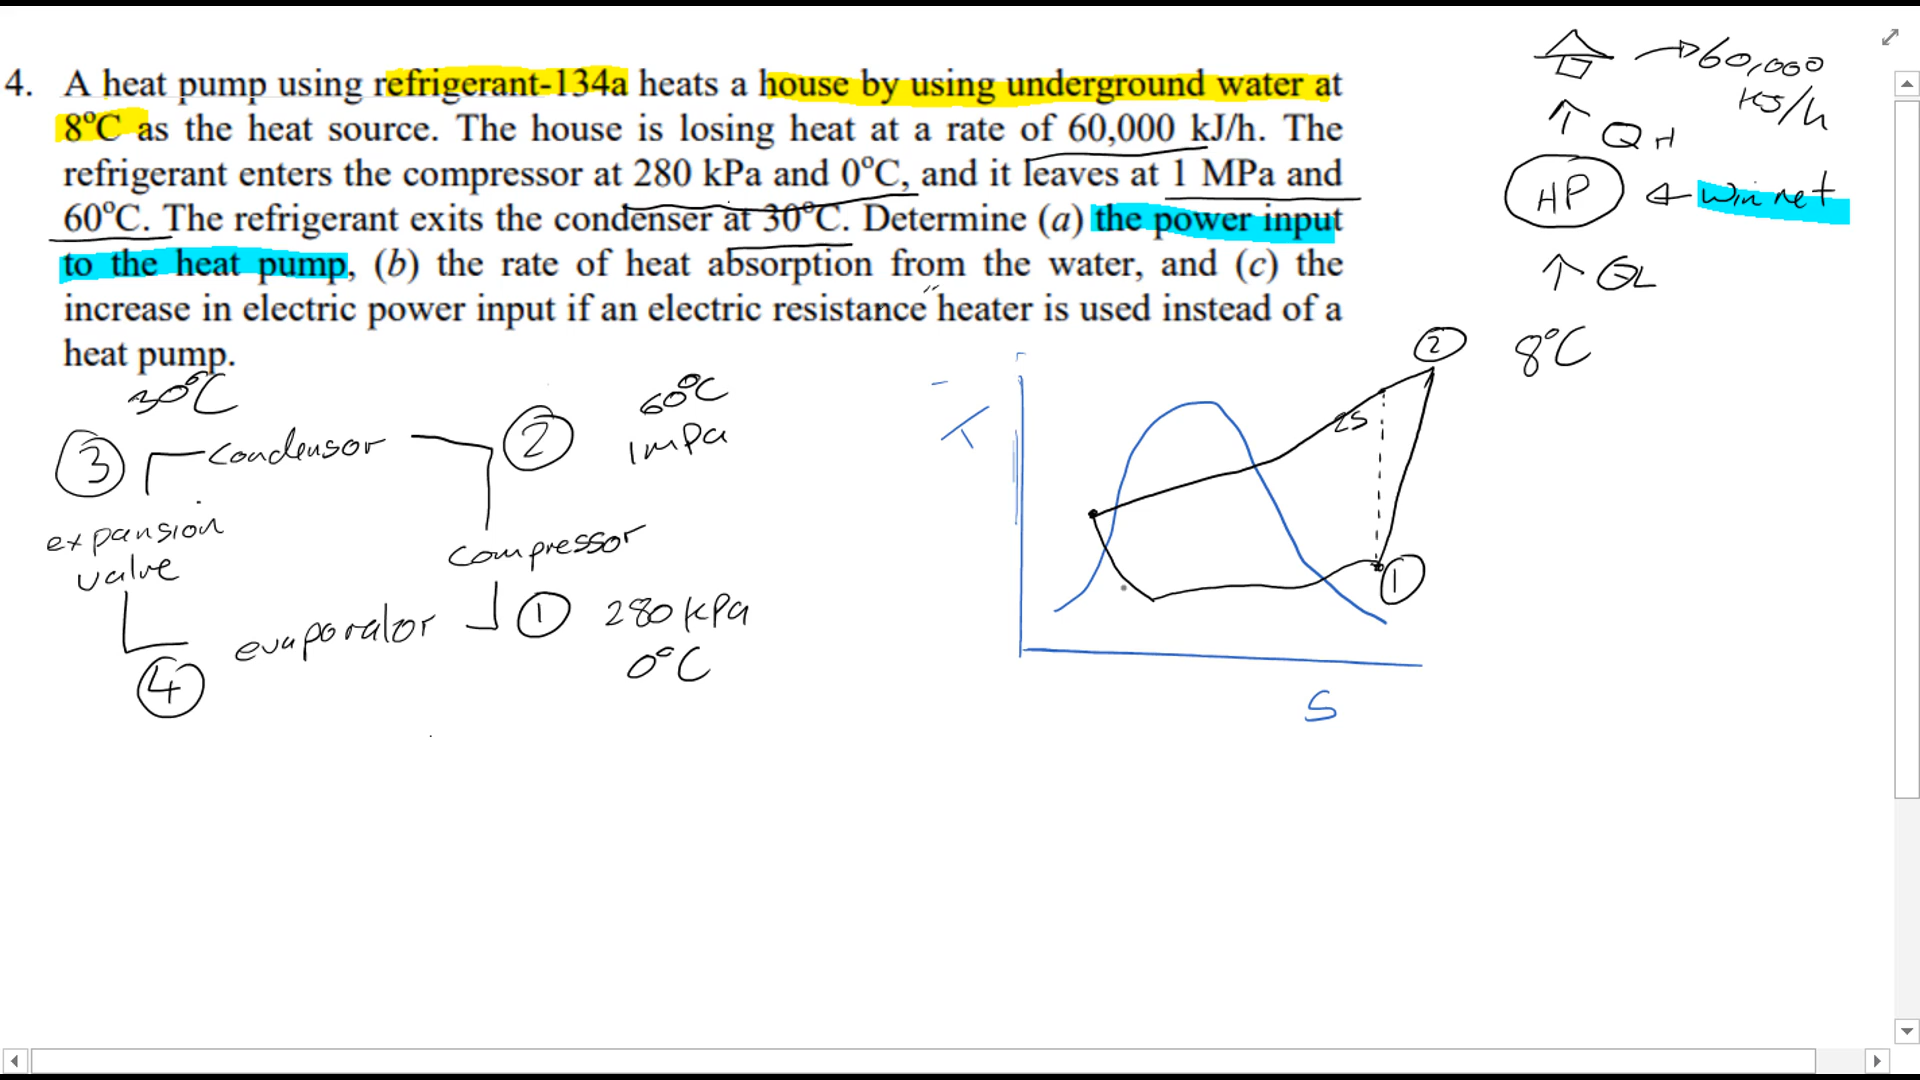 4. A heat pump using refrigerant-134a heats a house by using underground water at
8°C as the heat source. The house is losing heat at a rate of 60,000 kJ/h. The
refrigerant enters the compressor at 280 kPa and 0°C, and it leaves at 1 MPa and
60°C. The refrigerant exits the condenser at 30°C. Determine (a) the power input
to the heat pump, (b) the rate of heat absorption from the water, and (c) the
increase in electric power input if an electric resistance heater is used instead of a
heat pump.
60,000
kJ/h
QH
HP
Win net
QL
8°C
30°C
3
Condensor
2
60°C
1mPa
expansion
valve
Compressor
1
280 kPa
0°C
evaporator
4
T
2
2s
1
S